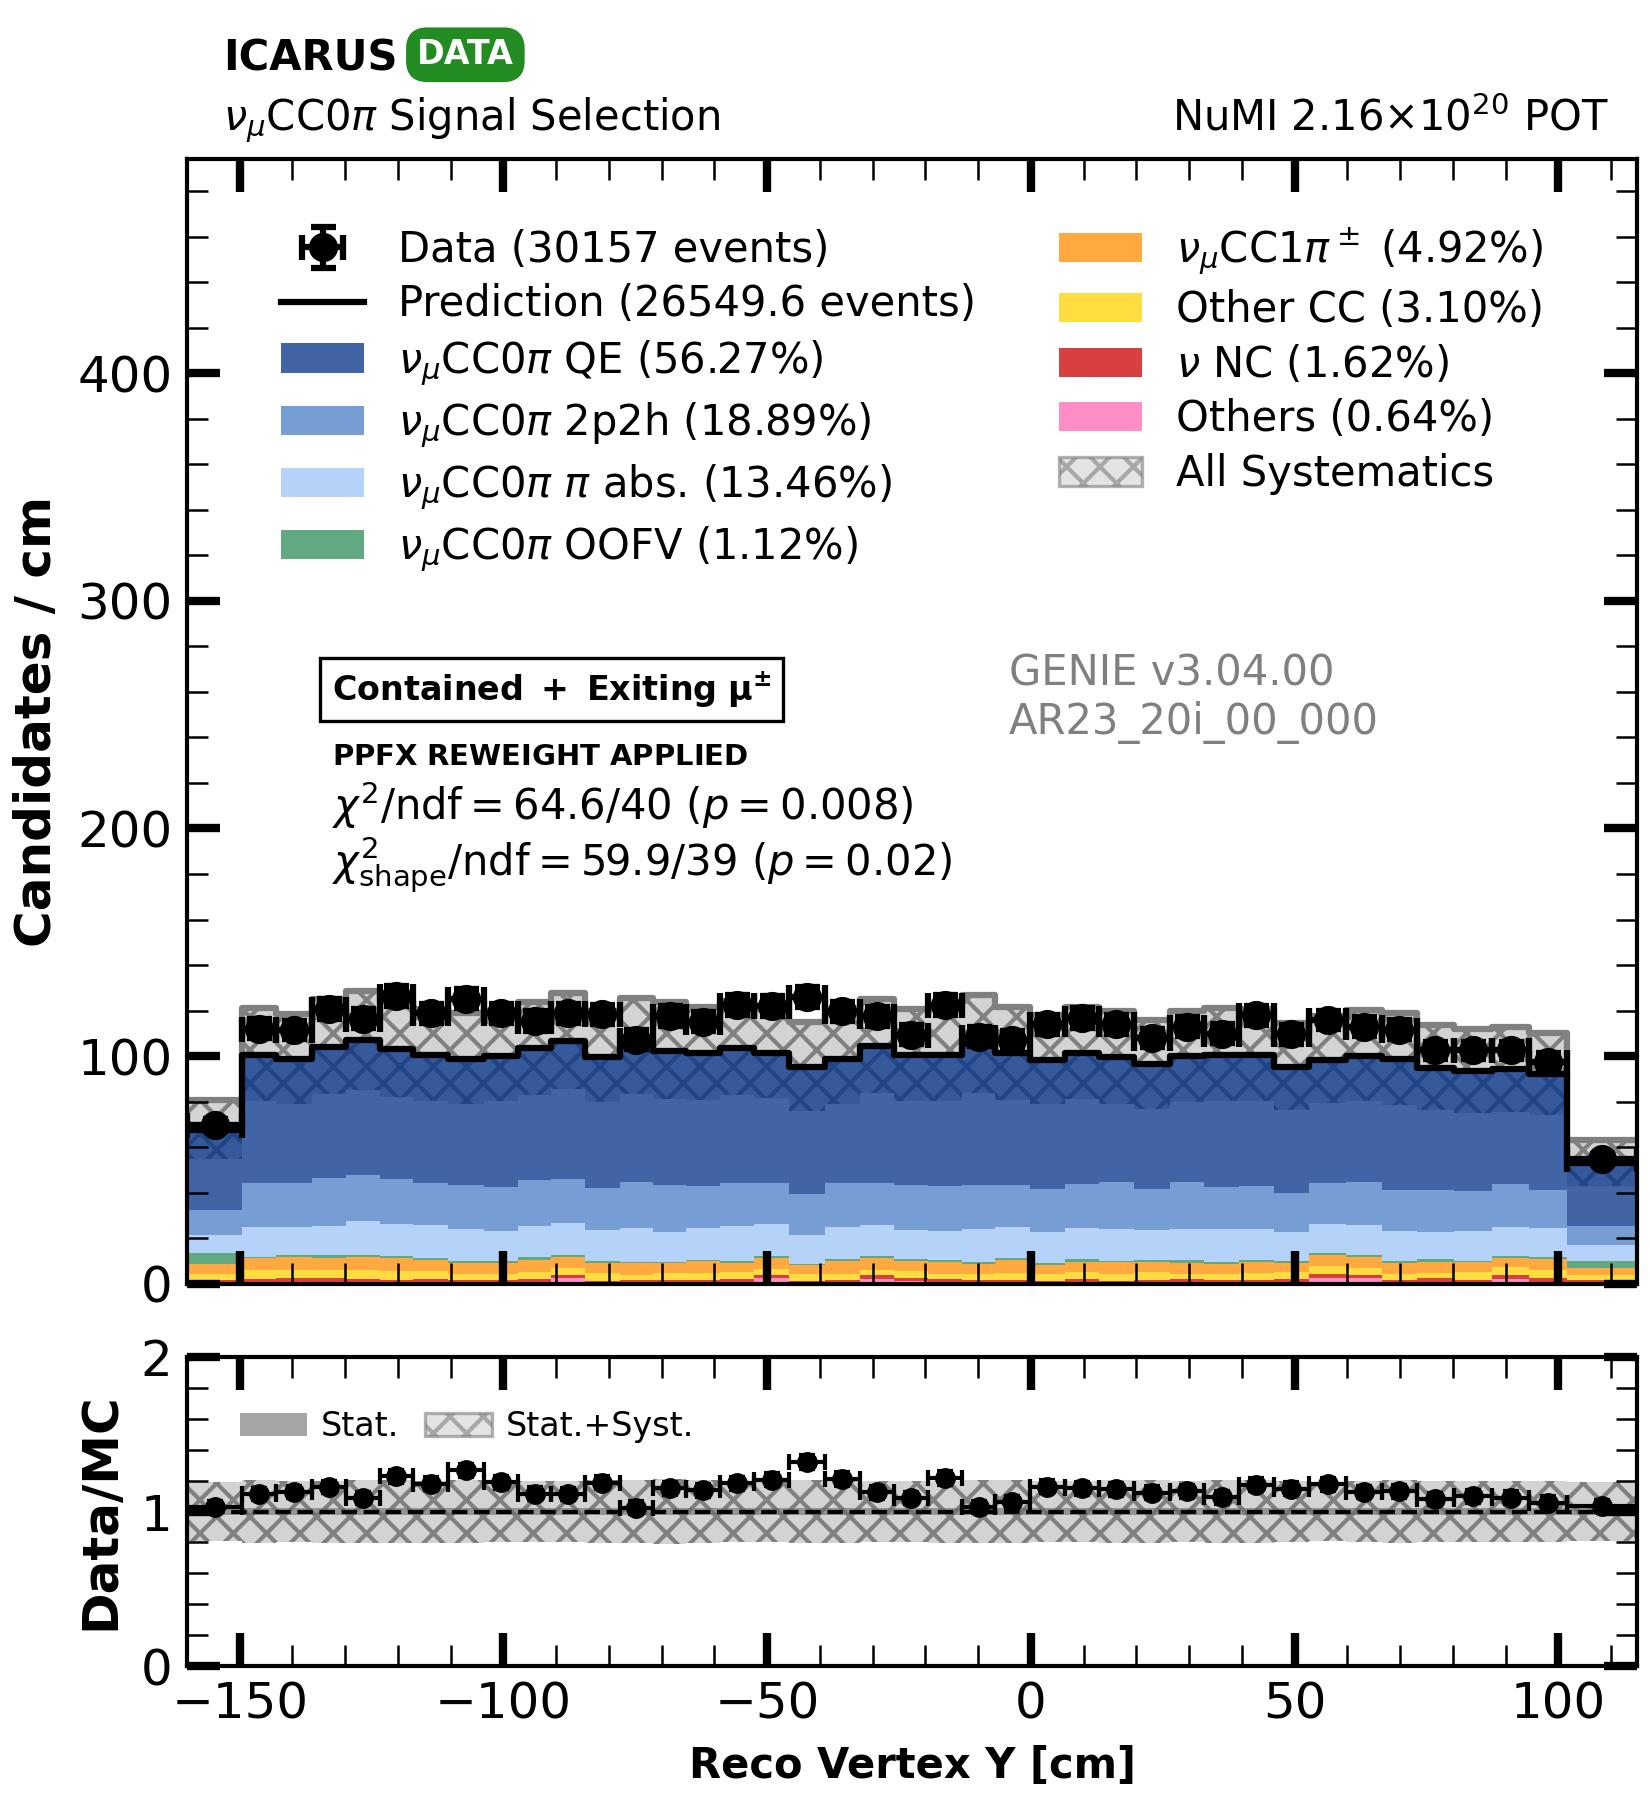 ICARUS DATA
νμCC0π Signal Selection
NuMI 2.16×10²⁰ POT
Data (30157 events)
Prediction (26549.6 events)
νμCC0π QE (56.27%)
νμCC0π 2p2h (18.89%)
νμCC0π π abs. (13.46%)
νμCC0π OOFV (1.12%)
νμCC1π± (4.92%)
Other CC (3.10%)
ν NC (1.62%)
Others (0.64%)
All Systematics
Contained + Exiting μ±
PPFX REWEIGHT APPLIED
χ²/ndf = 64.6/40 (p = 0.008)
χ²shape/ndf = 59.9/39 (p = 0.02)
GENIE v3.04.00
AR23_20i_00_000
Candidates / cm
400
300
200
100
0
Stat.
Stat.+Syst.
Data/MC
2
1
0
−150
−100
−50
0
50
100
Reco Vertex Y [cm]